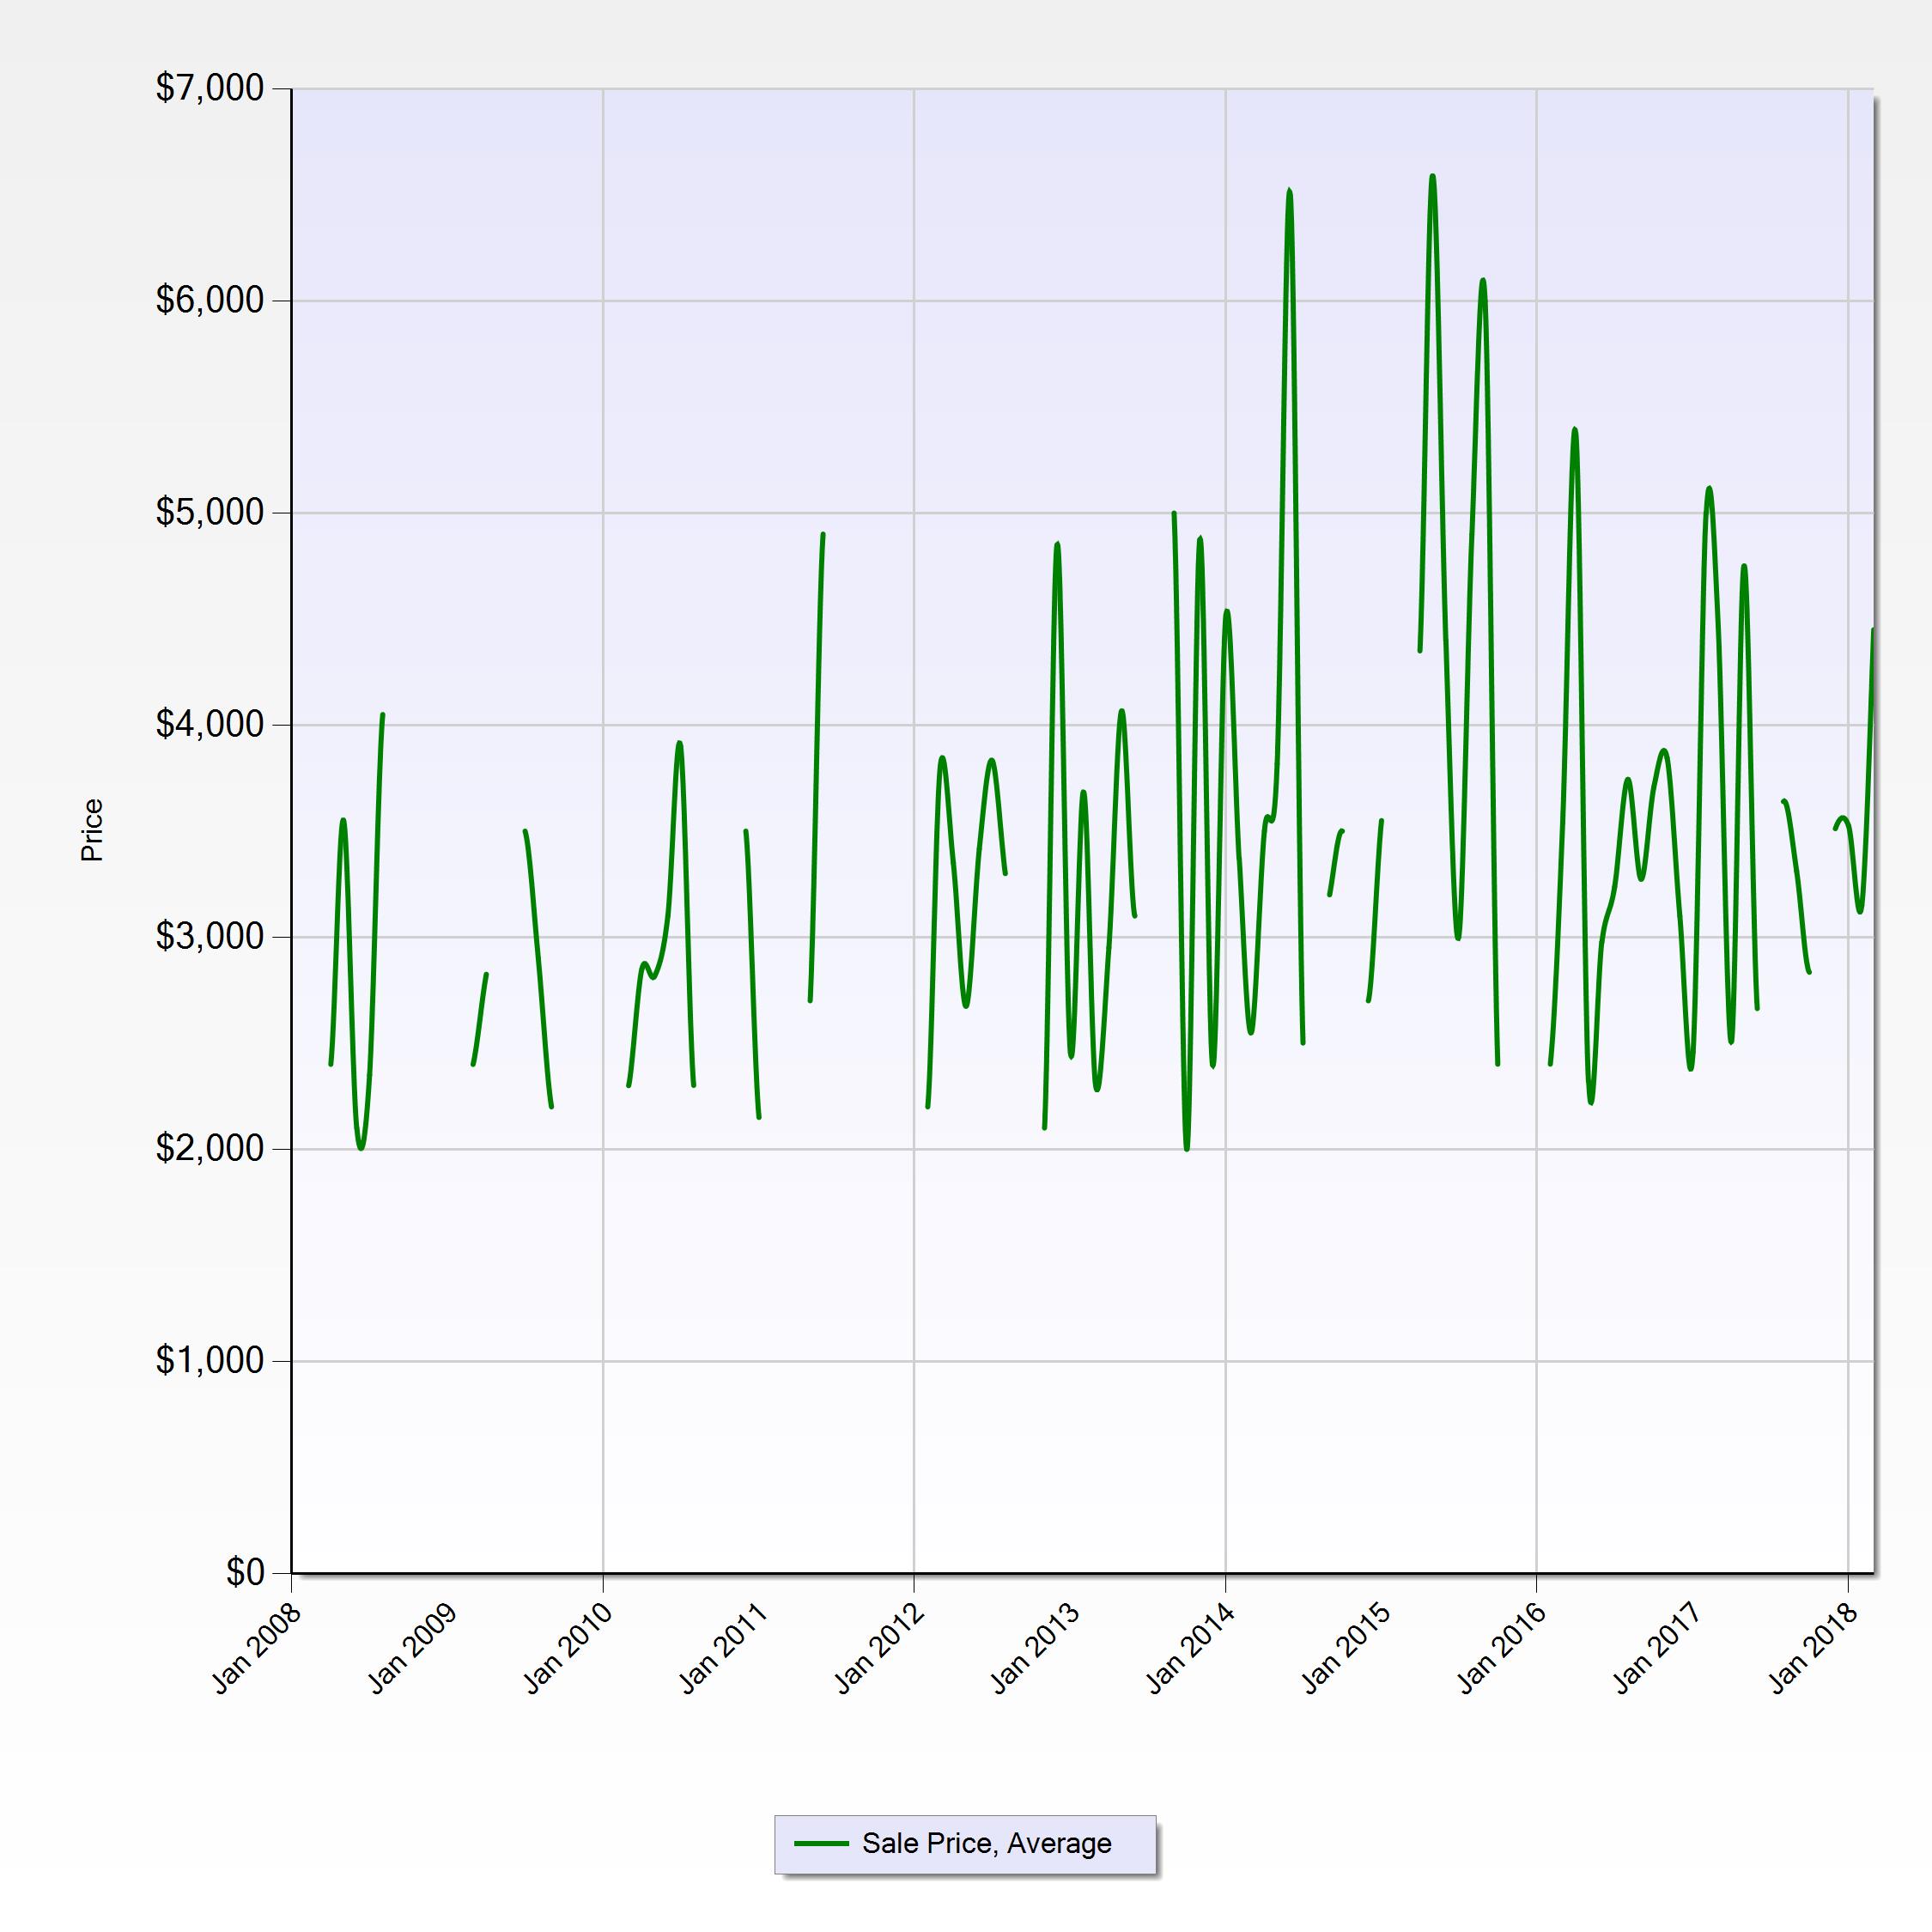 $7,000
$6,000
$5,000
$4,000
$3,000
$2,000
$1,000
$0
Price
Jan 2008
Jan 2009
Jan 2010
Jan 2011
Jan 2012
Jan 2013
Jan 2014
Jan 2015
Jan 2016
Jan 2017
Jan 2018
Sale Price, Average